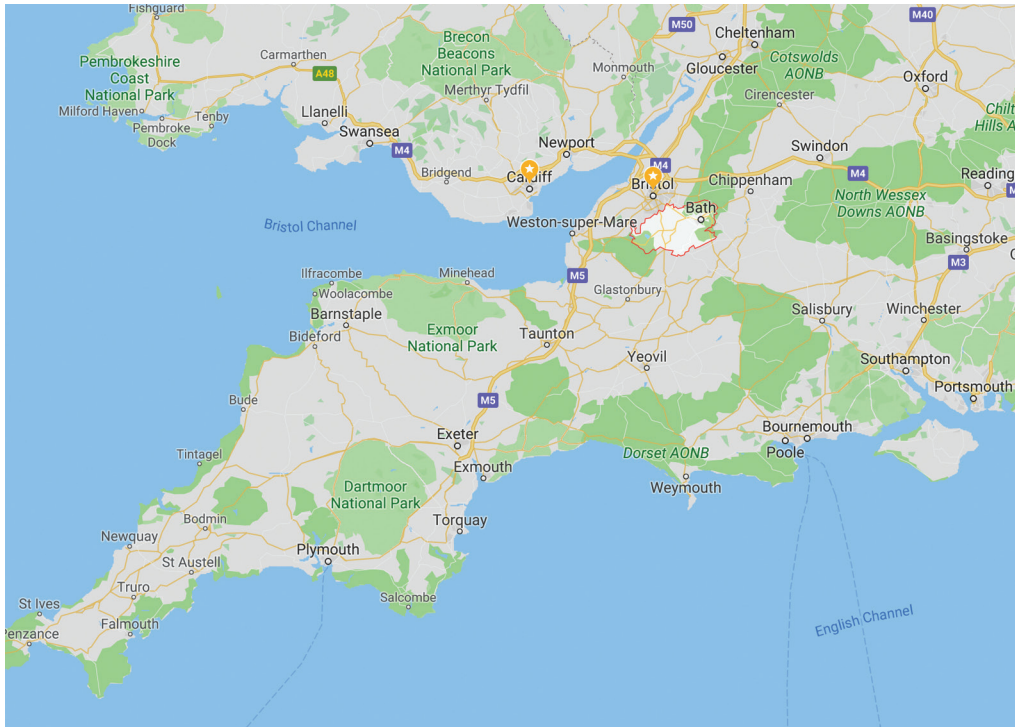 Fishguard
M40
M50
Cheltenham
Brecon
Beacons
National Park
Cotswolds
AONB
Carmarthen
Pembrokeshire
Coast
National Park
A48
Monmouth
Gloucester
Oxford
Merthyr Tydfil
Cirencester
Milford Haven
Tenby
Llanelli
Pembroke
Dock
Swansea
M4
Newport
Swindon
Bridgend
Cardiff
M4
Bristol
Chippenham
M4
Reading
North Wessex
Downs AONB
Bristol Channel
Weston-super-Mare
Bath
Basingstoke
M3
M5
Ilfracombe
Minehead
Woolacombe
Glastonbury
Barnstaple
Salisbury
Winchester
Bideford
Exmoor
National Park
Taunton
Yeovil
Southampton
Portsmouth
Bude
M5
Exeter
Bournemouth
Poole
Tintagel
Exmouth
Dorset AONB
Weymouth
Dartmoor
National Park
Bodmin
Torquay
Newquay
Plymouth
St Austell
Truro
Salcombe
St Ives
Falmouth
English Channel